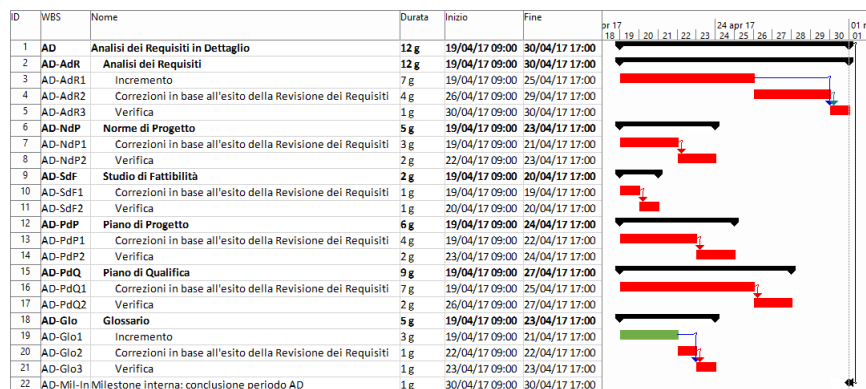 ID WBS Nome Durata Inizio Fine
pr 17 24 apr 17 01 r
18 19 20 21 22 23 24 25 26 27 28 29 30 01
1 AD Analisi dei Requisiti in Dettaglio 12 g 19/04/17 09:00 30/04/17 17:00
2 AD-AdR Analisi dei Requisiti 12 g 19/04/17 09:00 30/04/17 17:00
3 AD-AdR1 Incremento 7 g 19/04/17 09:00 25/04/17 17:00
4 AD-AdR2 Correzioni in base all'esito della Revisione dei Requisiti 4 g 26/04/17 09:00 29/04/17 17:00
5 AD-AdR3 Verifica 1 g 30/04/17 09:00 30/04/17 17:00
6 AD-NdP Norme di Progetto 5 g 19/04/17 09:00 23/04/17 17:00
7 AD-NdP1 Correzioni in base all'esito della Revisione dei Requisiti 3 g 19/04/17 09:00 21/04/17 17:00
8 AD-NdP2 Verifica 2 g 22/04/17 09:00 23/04/17 17:00
9 AD-SdF Studio di Fattibilità 2 g 19/04/17 09:00 20/04/17 17:00
10 AD-SdF1 Correzioni in base all'esito della Revisione dei Requisiti 1 g 19/04/17 09:00 19/04/17 17:00
11 AD-SdF2 Verifica 1 g 20/04/17 09:00 20/04/17 17:00
12 AD-PdP Piano di Progetto 6 g 19/04/17 09:00 24/04/17 17:00
13 AD-PdP1 Correzioni in base all'esito della Revisione dei Requisiti 4 g 19/04/17 09:00 22/04/17 17:00
14 AD-PdP2 Verifica 2 g 23/04/17 09:00 24/04/17 17:00
15 AD-PdQ Piano di Qualifica 9 g 19/04/17 09:00 27/04/17 17:00
16 AD-PdQ1 Correzioni in base all'esito della Revisione dei Requisiti 7 g 19/04/17 09:00 25/04/17 17:00
17 AD-PdQ2 Verifica 2 g 26/04/17 09:00 27/04/17 17:00
18 AD-Glo Glossario 5 g 19/04/17 09:00 23/04/17 17:00
19 AD-Glo1 Incremento 3 g 19/04/17 09:00 21/04/17 17:00
20 AD-Glo2 Correzioni in base all'esito della Revisione dei Requisiti 1 g 22/04/17 09:00 22/04/17 17:00
21 AD-Glo3 Verifica 1 g 23/04/17 09:00 23/04/17 17:00
22 AD-Mil-In Milestone interna: conclusione periodo AD 1 g 30/04/17 09:00 30/04/17 17:00